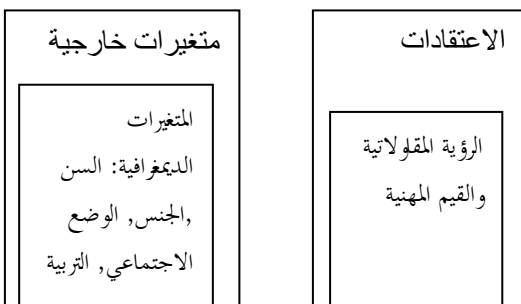 الاعتقادات
الرؤية المقاولاتية
والقيم المهنية
متغيرات خارجية
المتغيرات
الديمغرافية: السن
,الجنس, الوضع
الاجتماعي, التربية